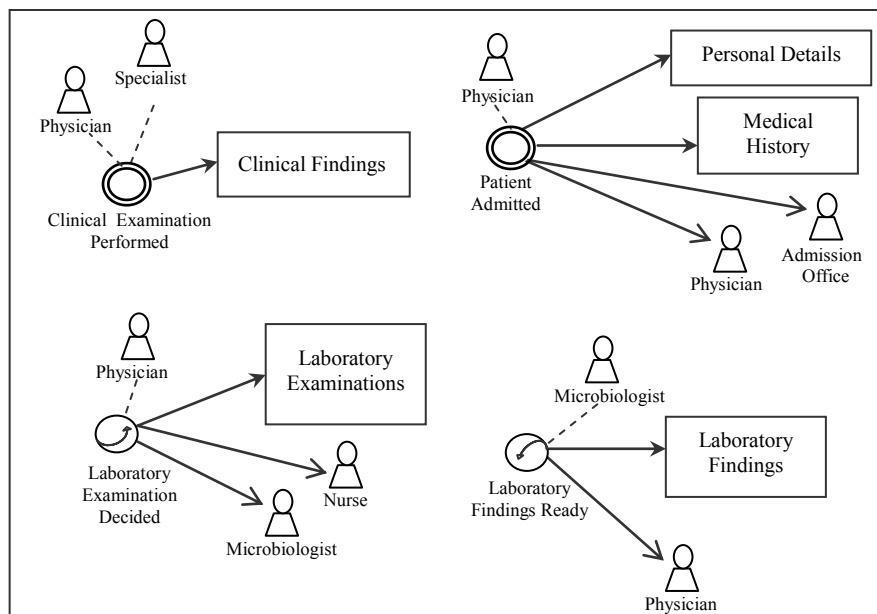 Specialist
Physician
Clinical Findings
Clinical Examination
Performed
Physician
Personal Details
Medical
History
Patient
Admitted
Physician
Admission
Office
Physician
Laboratory
Examinations
Laboratory
Examination
Decided
Nurse
Microbiologist
Microbiologist
Laboratory
Findings
Laboratory
Findings Ready
Physician